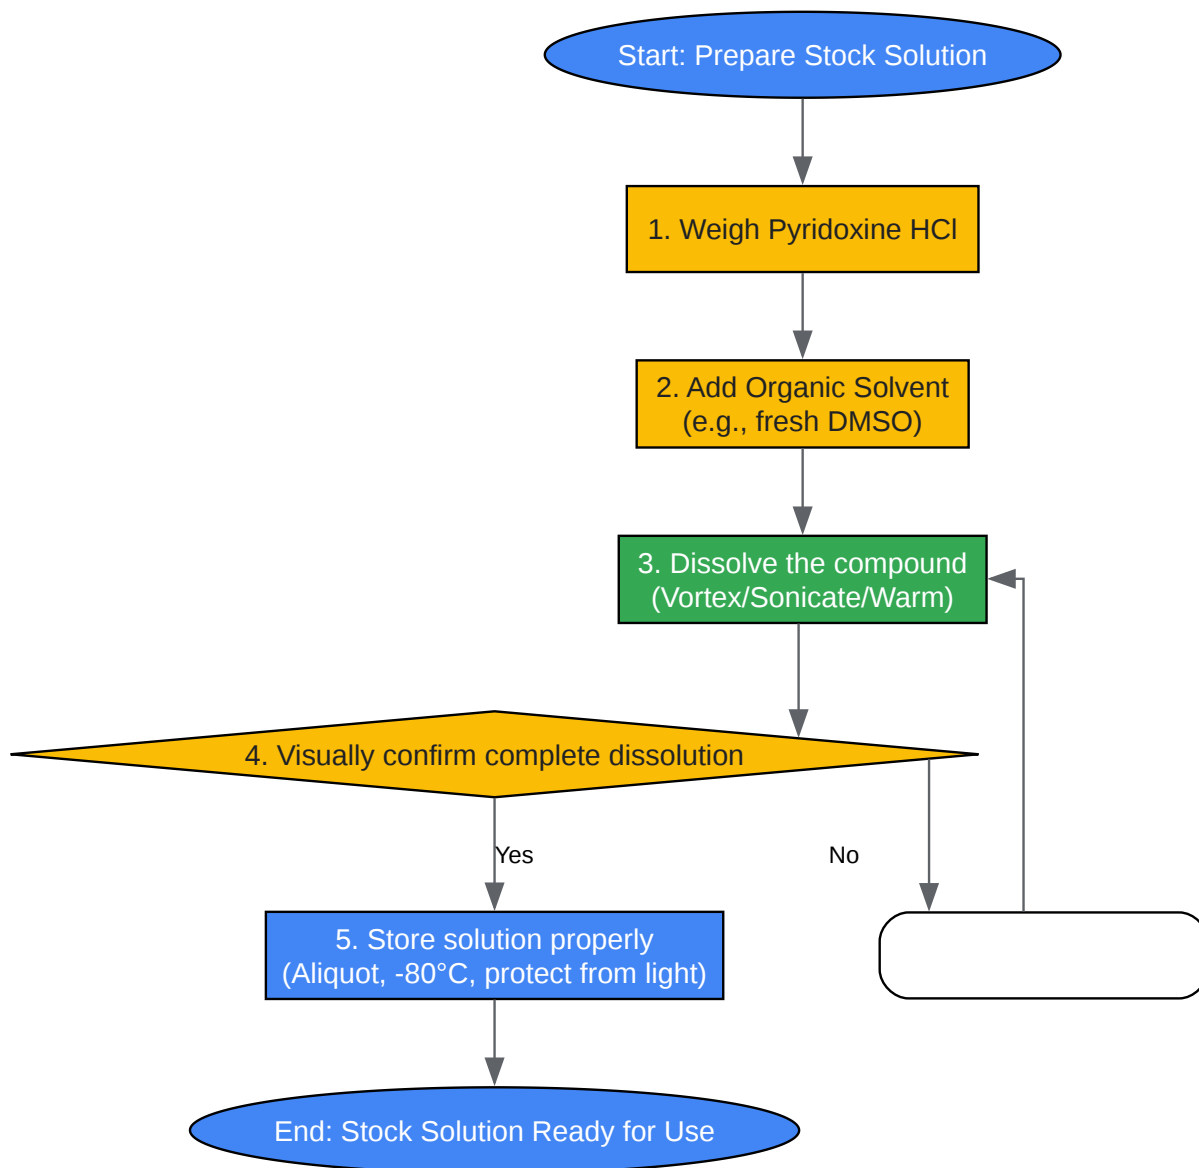 Start: Prepare Stock Solution
1. Weigh Pyridoxine HCl
2. Add Organic Solvent
(e.g., fresh DMSO)
3. Dissolve the compound
(Vortex/Sonicate/Warm)
4. Visually confirm complete dissolution
Yes
No
5. Store solution properly
(Aliquot, -80°C, protect from light)
End: Stock Solution Ready for Use